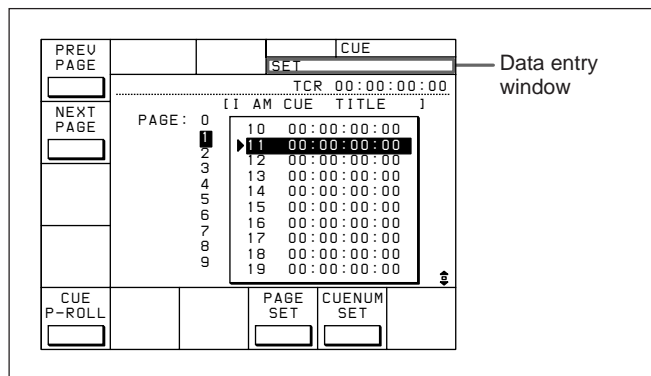 PREV
PAGE
CUE
SET
Data entry
window
TCR 00:00:00:00
[I AM CUE TITLE ]
NEXT
PAGE
PAGE: 0
1
2
3
4
5
6
7
8
9
10 00:00:00:00
11 00:00:00:00
12 00:00:00:00
13 00:00:00:00
14 00:00:00:00
15 00:00:00:00
16 00:00:00:00
17 00:00:00:00
18 00:00:00:00
19 00:00:00:00
CUE
P-ROLL
PAGE
SET
CUENUM
SET